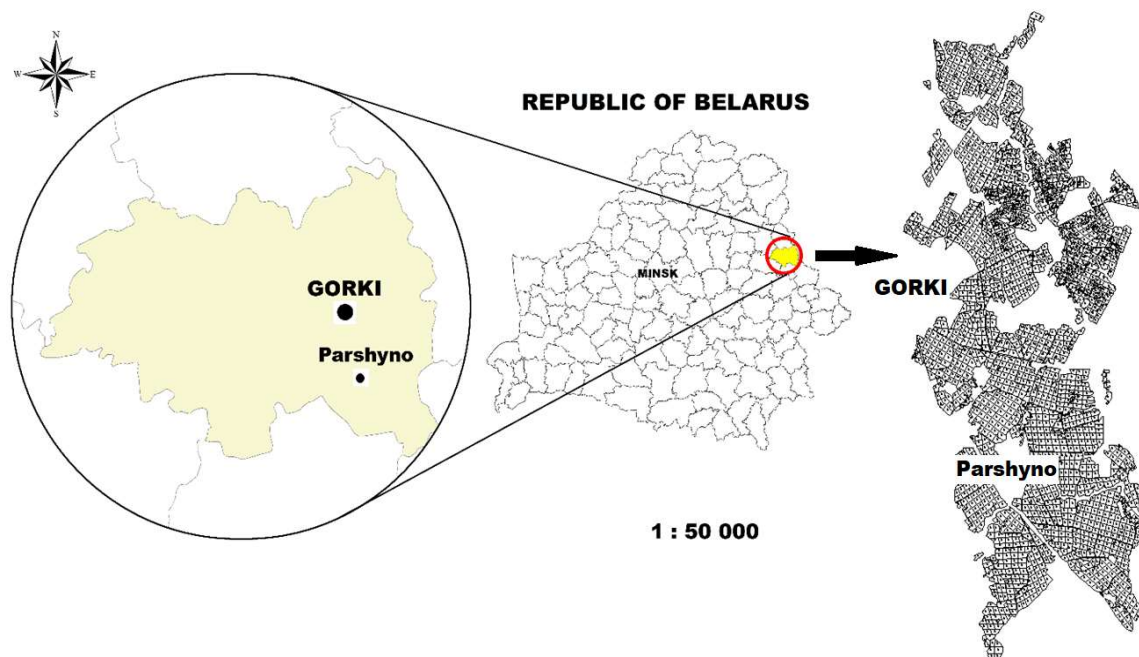 N
W E
S
REPUBLIC OF BELARUS
MINSK
GORKI
Parshyno
GORKI
Parshyno
1 : 50 000